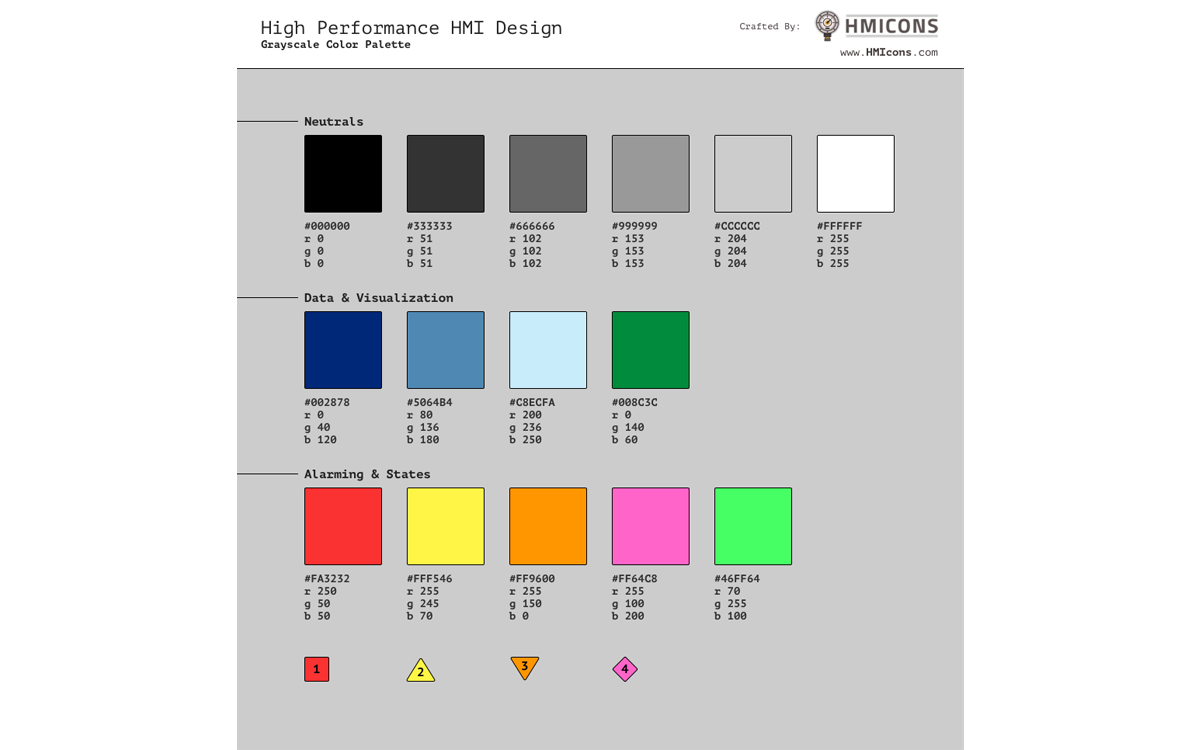 High Performance HMI Design
Grayscale Color Palette
Crafted By:
HMICONS
www.HMIcons.com
Neutrals
#000000 #333333 #666666 #999999 #CCCCCC #FFFFFF
r 0 r 51 r 102 r 153 r 204 r 255
g 0 g 51 g 102 g 153 g 204 g 255
b 0 b 51 b 102 b 153 b 204 b 255
Data & Visualization
#002878 #5064B4 #C8ECFA #008C3C
r 0 r 80 r 200 r 0
g 40 g 136 g 236 g 140
b 120 b 180 b 250 b 60
Alarming & States
#FA3232 #FFF546 #FF9600 #FF64C8 #46FF64
r 250 r 255 r 255 r 255 r 70
g 50 g 245 g 150 g 100 g 255
b 50 b 70 b 0 b 200 b 100
1 2 3 4